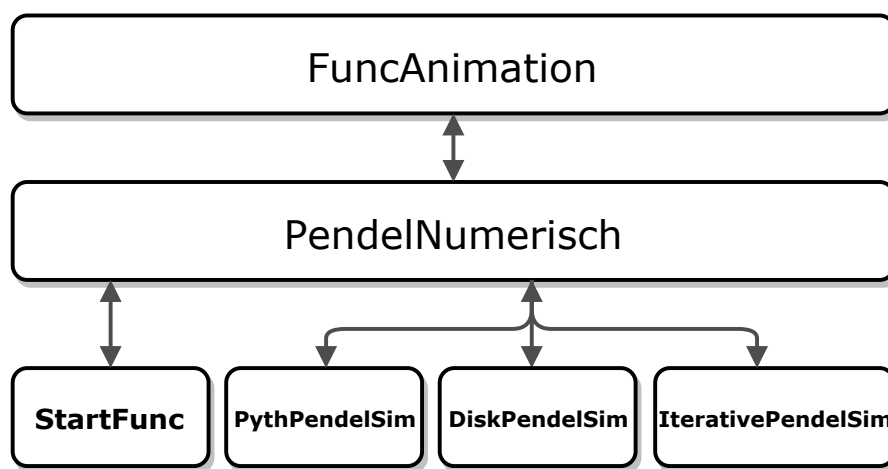 FuncAnimation
PendelNumerisch
StartFunc
PythPendelSim
DiskPendelSim
IterativePendelSim